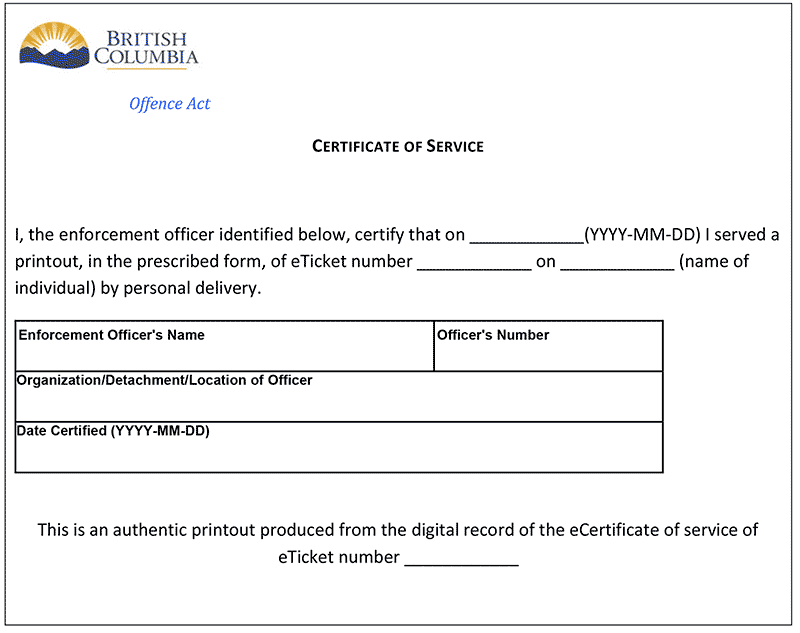 BRITISH
COLUMBIA
Offence Act
CERTIFICATE OF SERVICE
I, the enforcement officer identified below, certify that on ____________(YYYY-MM-DD) I served a
printout, in the prescribed form, of eTicket number ____________ on ____________ (name of
individual) by personal delivery.
Enforcement Officer's Name Officer's Number
Organization/Detachment/Location of Officer
Date Certified (YYYY-MM-DD)
This is an authentic printout produced from the digital record of the eCertificate of service of
eTicket number ____________